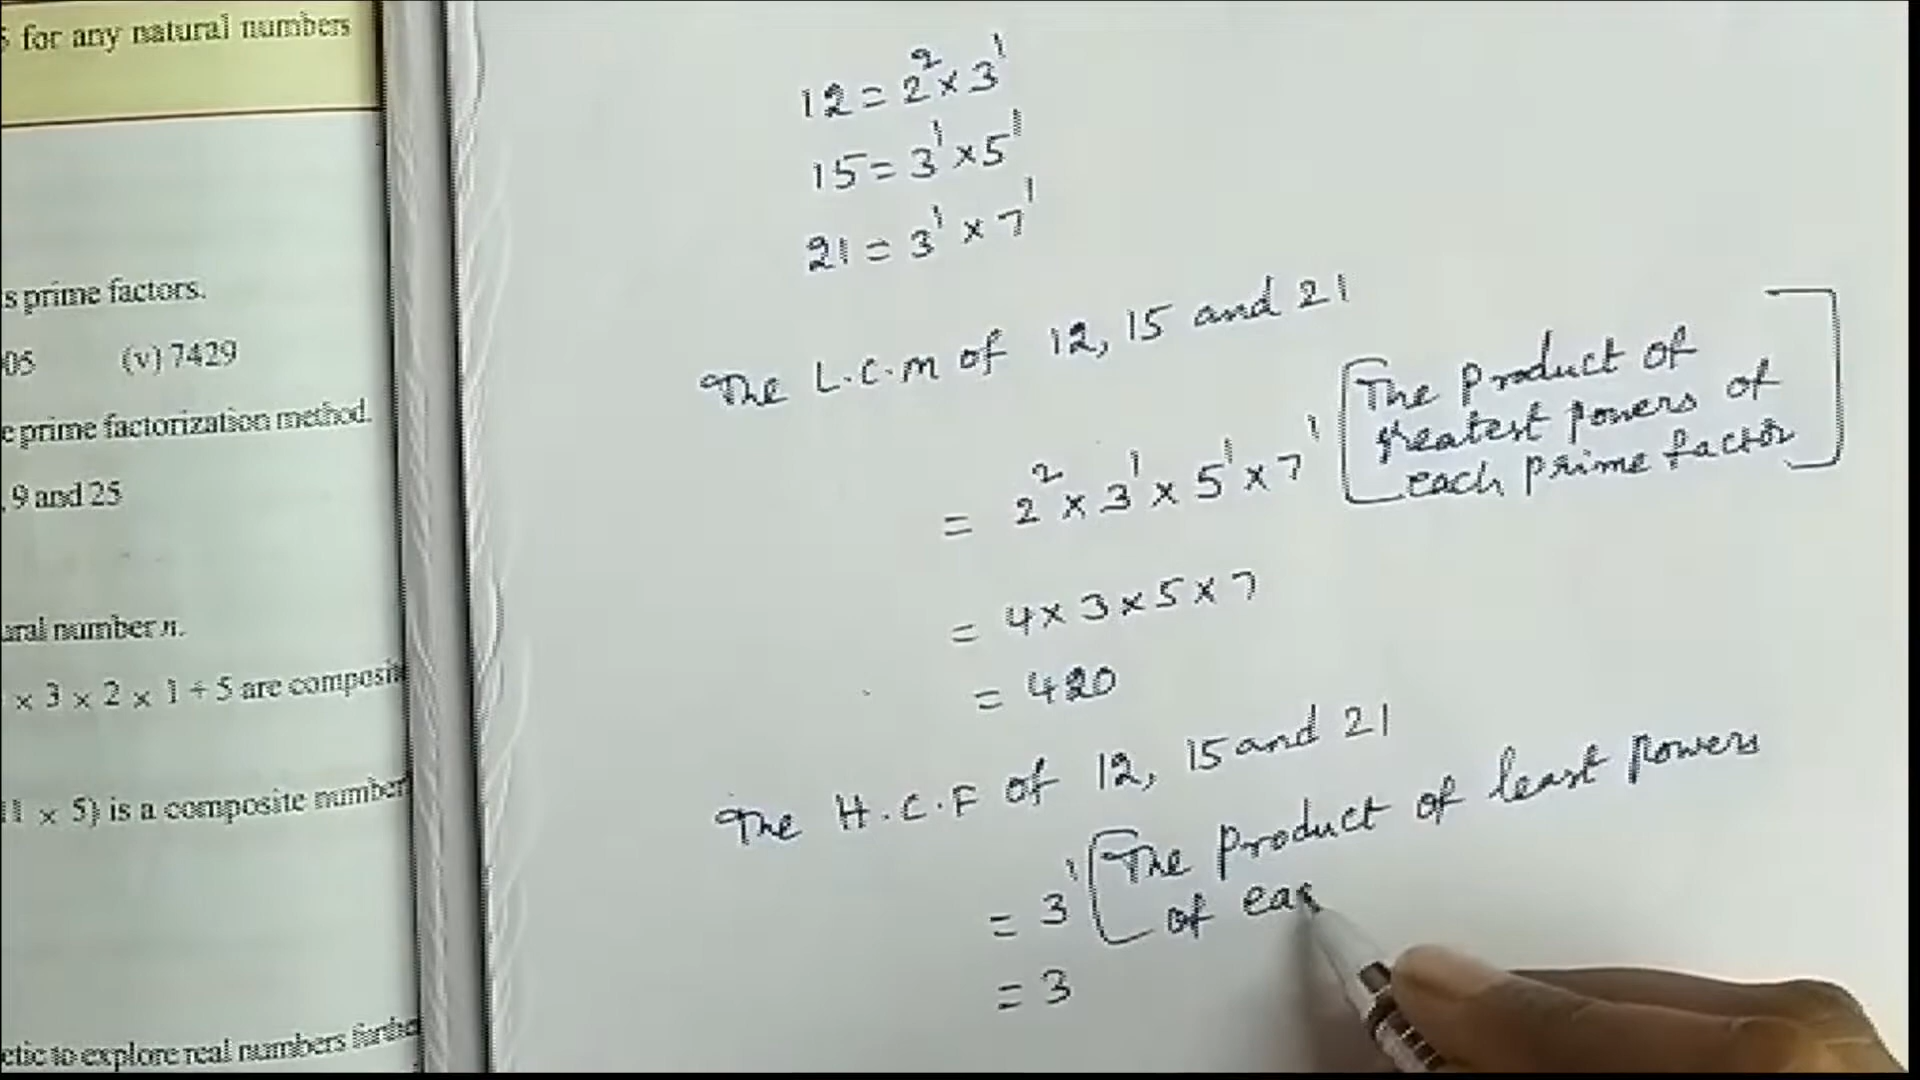 for any natural numbers
s prime factors.
05 (v) 7429
e prime factorization method.
, 9 and 25
ural number n.
× 3 × 2 × 1 + 5 are composite
11 × 5) is a composite number
etic to explore real numbers further
12 = 2² × 3¹
15 = 3¹ × 5¹
21 = 3¹ × 7¹
The L.C.M of 12, 15 and 21
= 2² × 3¹ × 5¹ × 7¹ [The product of
greatest powers of
each prime factor]
= 4 × 3 × 5 × 7
= 420
The H.C.F of 12, 15 and 21
= 3¹ [The product of least powers
of eac
= 3